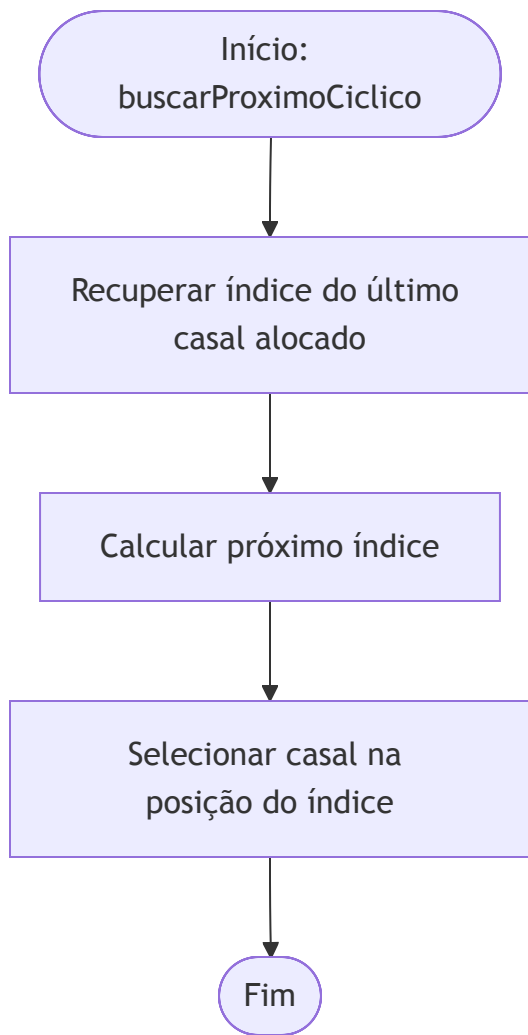 Início:
buscarProximoCiclico
Recuperar índice do último
casal alocado
Calcular próximo índice
Selecionar casal na
posição do índice
Fim